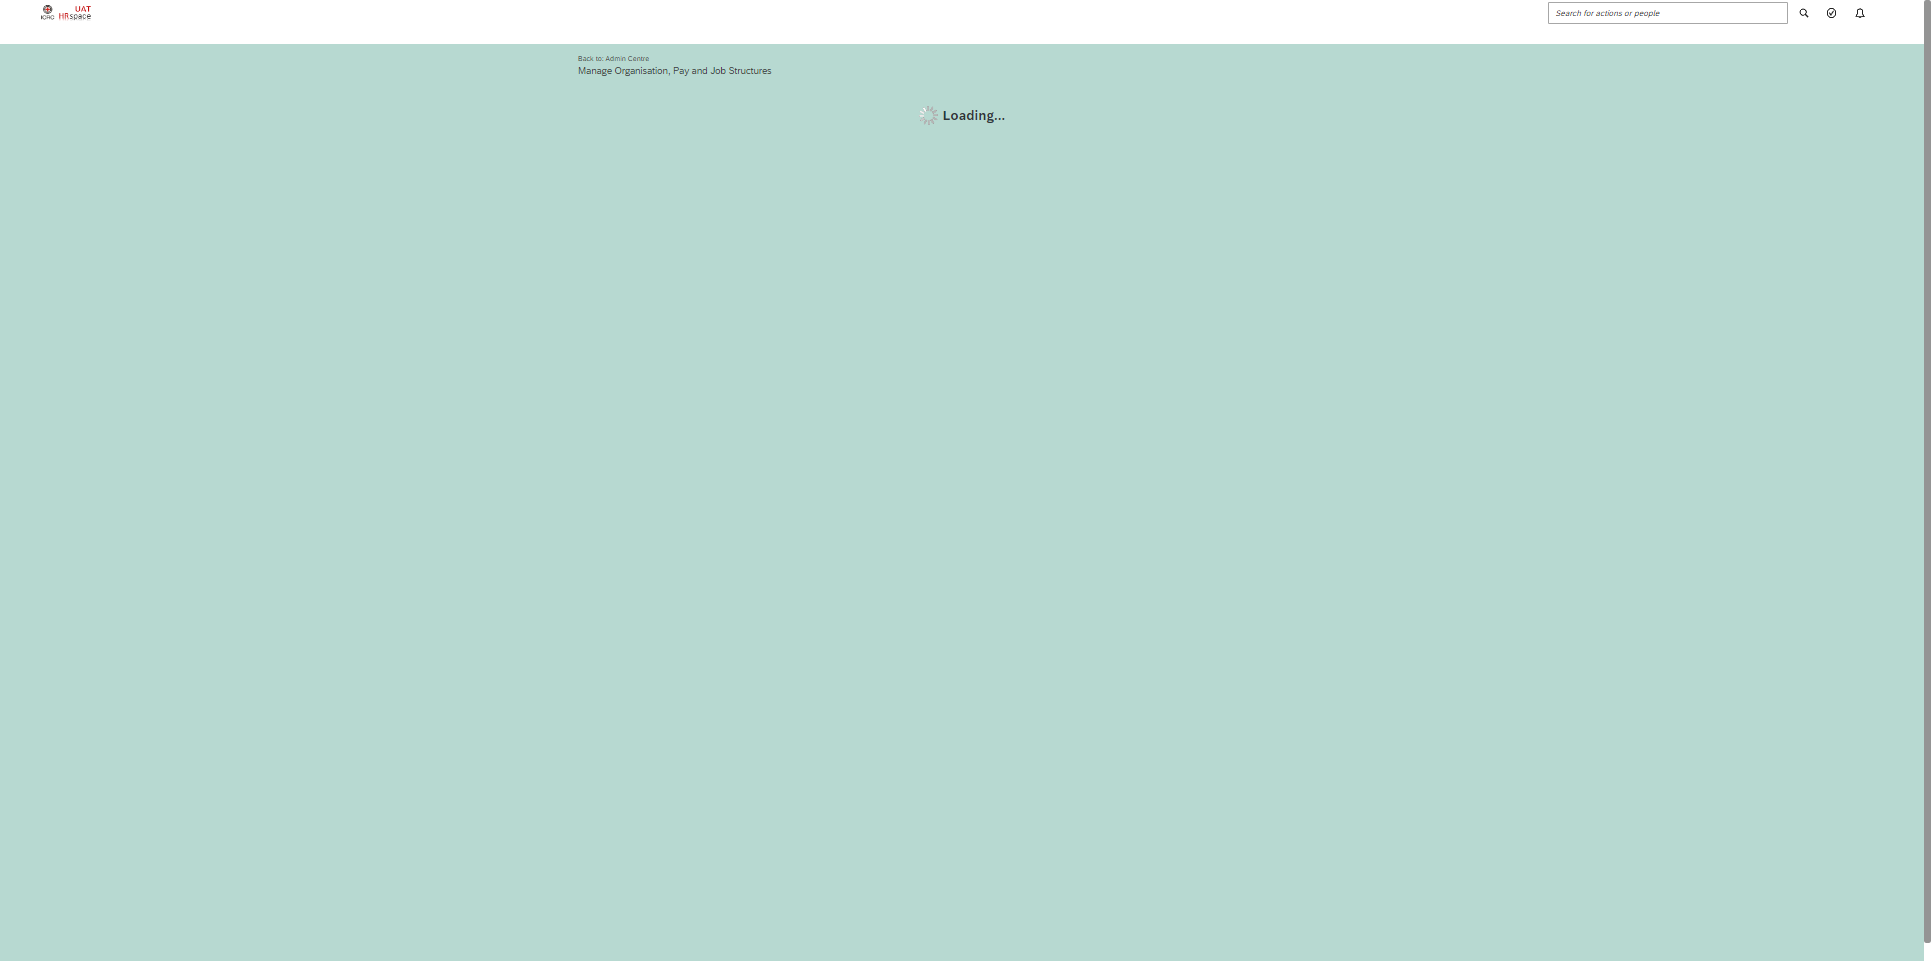 ICRC
UAT
HRspace
Search for actions or people
Back to: Admin Centre
Manage Organisation, Pay and Job Structures
Loading...